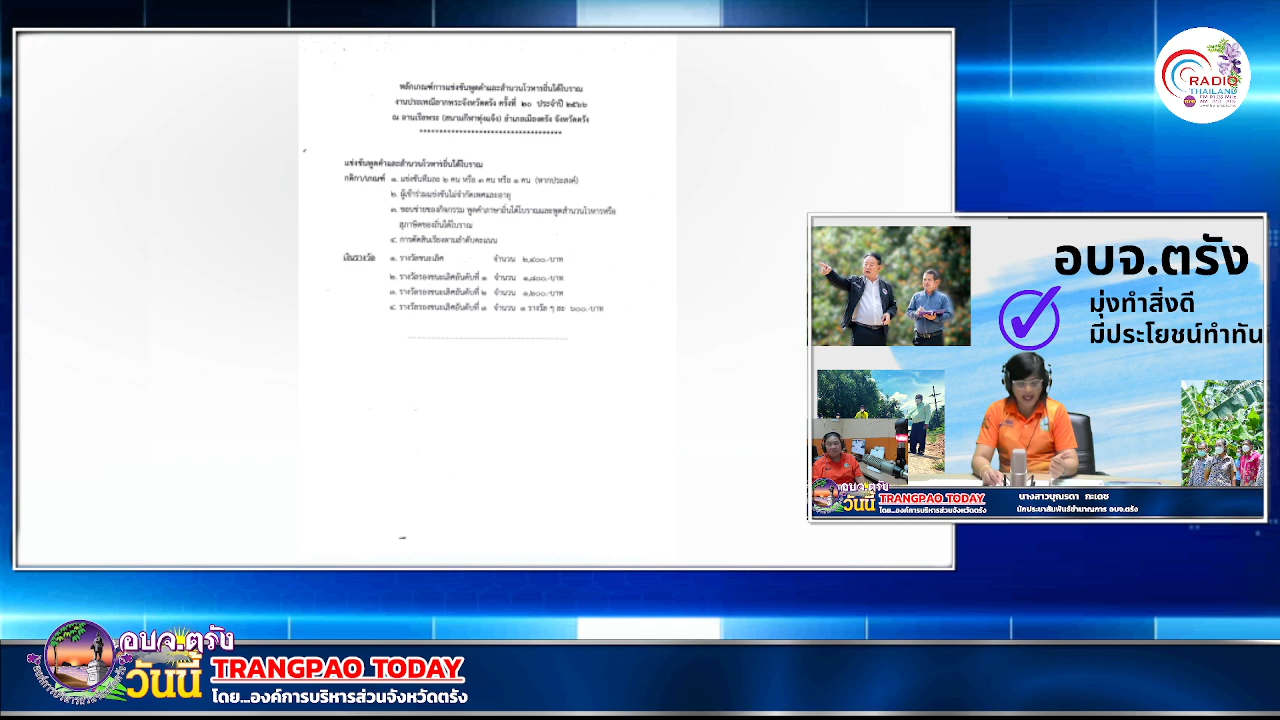 หลักเกณฑ์การแข่งขันพูดคำและสำนวนโวหารถิ่นใต้โบราณ
งานประเพณีลากพระจังหวัดตรัง ครั้งที่ ๒๐ ประจำปี ๒๕๖๖
ณ ลานเรือพระ (สนามกีฬาทุ่งแจ้ง) อำเภอเมืองตรัง จังหวัดตรัง
************************************
แข่งขันพูดคำและสำนวนโวหารถิ่นใต้โบราณ
กติกา/เกณฑ์ ๑. แข่งขันทีมละ ๒ คน หรือ ๓ คน หรือ ๑ คน (หากประสงค์)
๒. ผู้เข้าร่วมแข่งขันไม่จำกัดเพศและอายุ
๓. ขอบข่ายของกิจกรรม พูดคำภาษาถิ่นใต้โบราณและพูดสำนวนโวหารหรือ
สุภาษิตของถิ่นใต้โบราณ
๔. การตัดสินเรียงตามลำดับคะแนน
เงินรางวัล ๑. รางวัลชนะเลิศ จำนวน ๒,๔๐๐.-บาท
๒. รางวัลรองชนะเลิศอันดับที่ ๑ จำนวน ๑,๘๐๐.-บาท
๓. รางวัลรองชนะเลิศอันดับที่ ๒ จำนวน ๑,๒๐๐.-บาท
๔. รางวัลรองชนะเลิศอันดับที่ ๓ จำนวน ๓ รางวัล ๆ ละ ๖๐๐.-บาท
RADIO
THAILAND
อบจ.ตรัง
มุ่งทำสิ่งดี
มีประโยชน์ทำทัน
อบจ.ตรัง
วันนี้
TRANGPAO TODAY
โดย...องค์การบริหารส่วนจังหวัดตรัง
นางสาวบุณรดา กะเดช
นักประชาสัมพันธ์ชำนาญการ อบจ.ตรัง
อบจ.ตรัง
วันนี้
TRANGPAO TODAY
โดย...องค์การบริหารส่วนจังหวัดตรัง